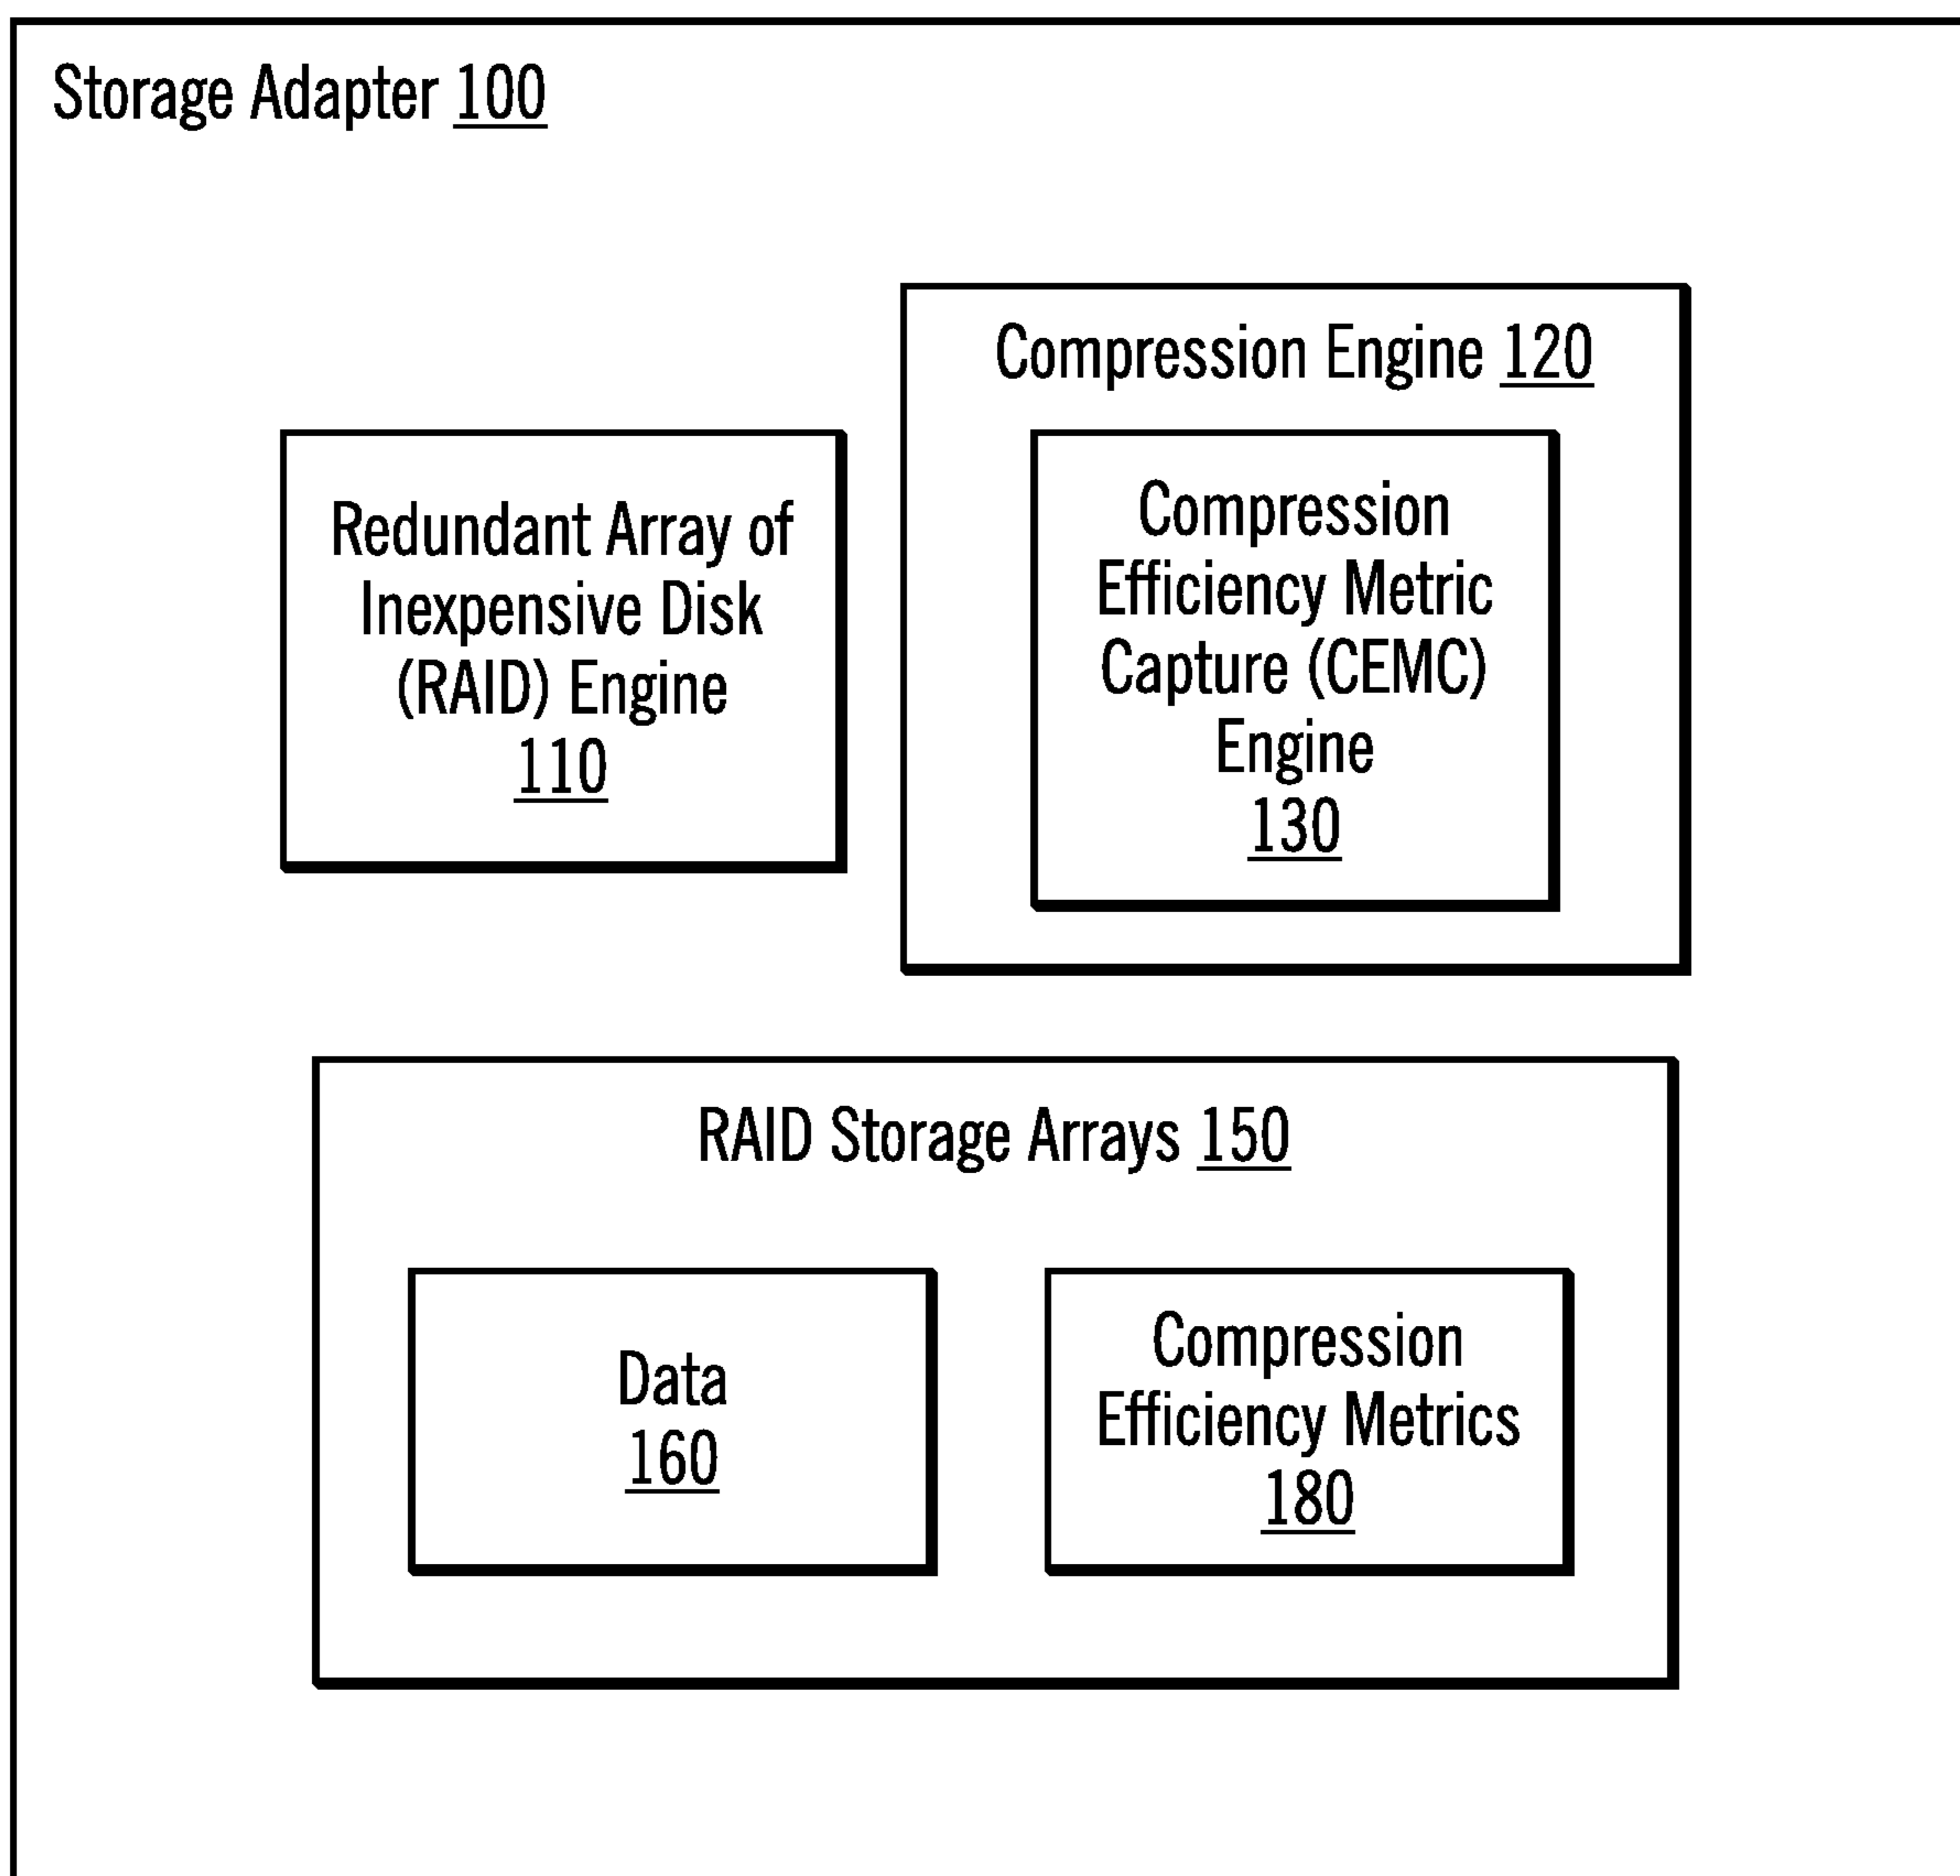 Storage Adapter 100
Compression Engine 120
Redundant Array of
Inexpensive Disk
(RAID) Engine
110
Compression
Efficiency Metric
Capture (CEMC)
Engine
130
RAID Storage Arrays 150
Data
160
Compression
Efficiency Metrics
180